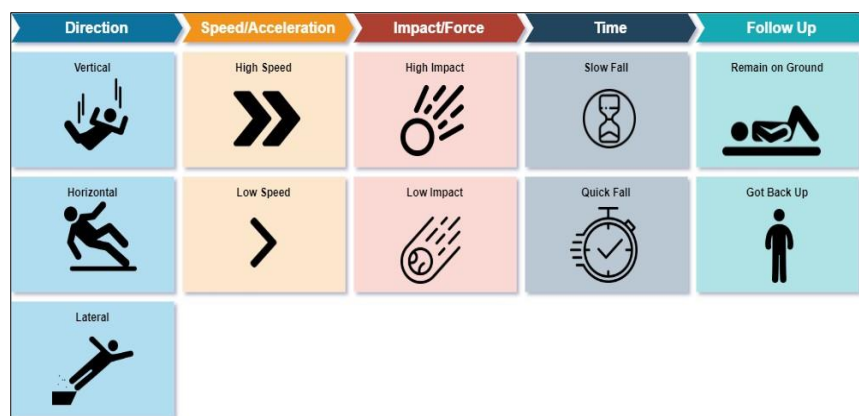 Direction
Speed/Acceleration
Impact/Force
Time
Follow Up
Vertical
High Speed
High Impact
Slow Fall
Remain on Ground
Horizontal
Low Speed
Low Impact
Quick Fall
Got Back Up
Lateral